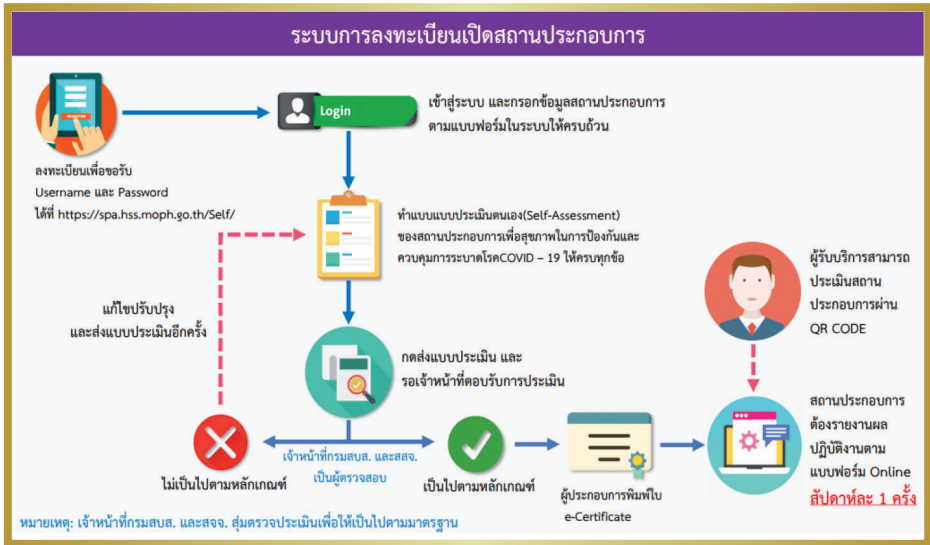 ระบบการลงทะเบียนเปิดสถานประกอบการ
REGISTER
ลงทะเบียนเพื่อขอรับ
Username และ Password
ได้ที่ https://spa.hss.moph.go.th/Self/
Login
เข้าสู่ระบบ และกรอกข้อมูลสถานประกอบการ
ตามแบบฟอร์มในระบบให้ครบถ้วน
ทำแบบแบบประเมินตนเอง(Self-Assessment)
ของสถานประกอบการเพื่อสุขภาพในการป้องกันและ
ควบคุมการระบาดโรคCOVID – 19 ให้ครบทุกข้อ
แก้ไขปรับปรุง
และส่งแบบประเมินอีกครั้ง
กดส่งแบบประเมิน และ
รอเจ้าหน้าที่ตอบรับการประเมิน
เจ้าหน้าที่กรมสบส. และสสจ.
เป็นผู้ตรวจสอบ
ไม่เป็นไปตามหลักเกณฑ์
เป็นไปตามหลักเกณฑ์
ผู้ประกอบการพิมพ์ใบ
e-Certificate
ผู้รับบริการสามารถ
ประเมินสถาน
ประกอบการผ่าน
QR CODE
สถานประกอบการ
ต้องรายงานผล
ปฏิบัติงานตาม
แบบฟอร์ม Online
สัปดาห์ละ 1 ครั้ง
หมายเหตุ: เจ้าหน้าที่กรมสบส. และสจจ. สุ่มตรวจประเมินเพื่อให้เป็นไปตามมาตรฐาน